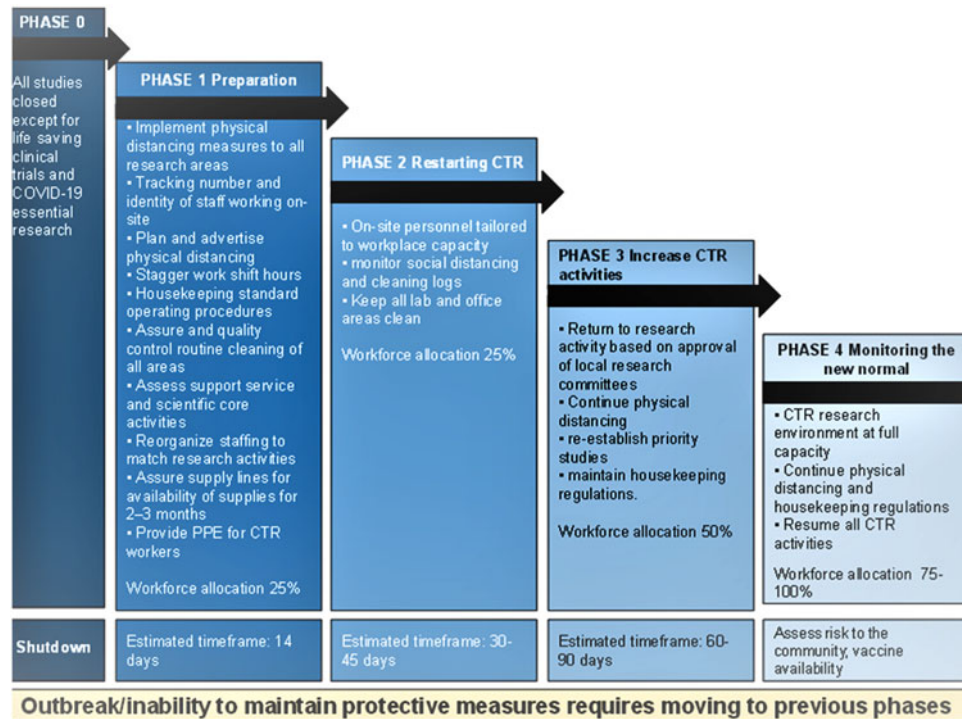 PHASE 0
All studies
closed
except for
life saving
clinical
trials and
COVID-19
essential
research
PHASE 1 Preparation
▪ Implement physical
distancing measures to all
research areas
▪ Tracking number and
identity of staff working on-
site
▪ Plan and advertise
physical distancing
▪ Stagger work shift hours
▪ Housekeeping standard
operating procedures
▪ Assure and quality
control routine cleaning of
all areas
▪ Assess support service
and scientific core
activities
▪ Reorganize staffing to
match research activities
▪ Assure supply lines for
availability of supplies for
2–3 months
▪ Provide PPE for CTR
workers
Workforce allocation 25%
PHASE 2 Restarting CTR
▪ On-site personnel tailored
to workplace capacity
▪ monitor social distancing
and cleaning logs
▪ Keep all lab and office
areas clean
Workforce allocation 25%
PHASE 3 Increase CTR
activities
▪ Return to research
activity based on approval
of local research
committees
▪ Continue physical
distancing
▪ re-establish priority
studies
▪ maintain housekeeping
regulations.
Workforce allocation 50%
PHASE 4 Monitoring the
new normal
▪ CTR research
environment at full
capacity
▪ Continue physical
distancing and
housekeeping regulations
▪ Resume all CTR
activities
Workforce allocation 75-
100%
Shutdown
Estimated timeframe: 14
days
Estimated timeframe: 30-
45 days
Estimated timeframe: 60-
90 days
Assess risk to the
community, vaccine
availability
Outbreak/inability to maintain protective measures requires moving to previous phases